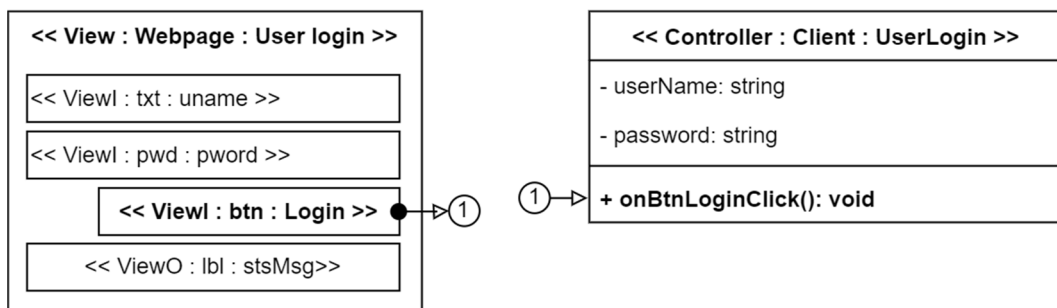 << View : Webpage : User login >>
<< ViewI : txt : uname >>
<< ViewI : pwd : pword >>
<< ViewI : btn : Login >>
1
<< ViewO : lbl : stsMsg>>
<< Controller : Client : UserLogin >>
- userName: string
- password: string
1
+ onBtnLoginClick(): void